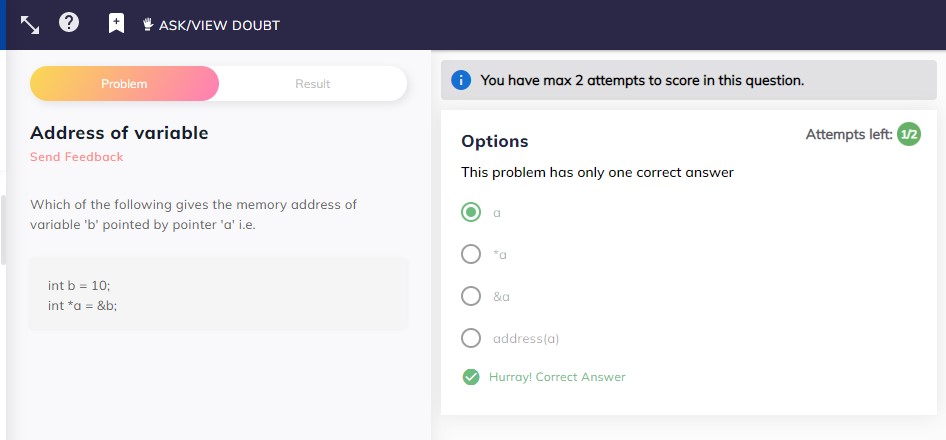 ASK/VIEW DOUBT
Problem
Result
Address of variable
Send Feedback
Which of the following gives the memory address of
variable 'b' pointed by pointer 'a' i.e.
int b = 10;
int *a = &b;
You have max 2 attempts to score in this question.
Options
Attempts left: 1/2
This problem has only one correct answer
a
*a
&a
address(a)
Hurray! Correct Answer